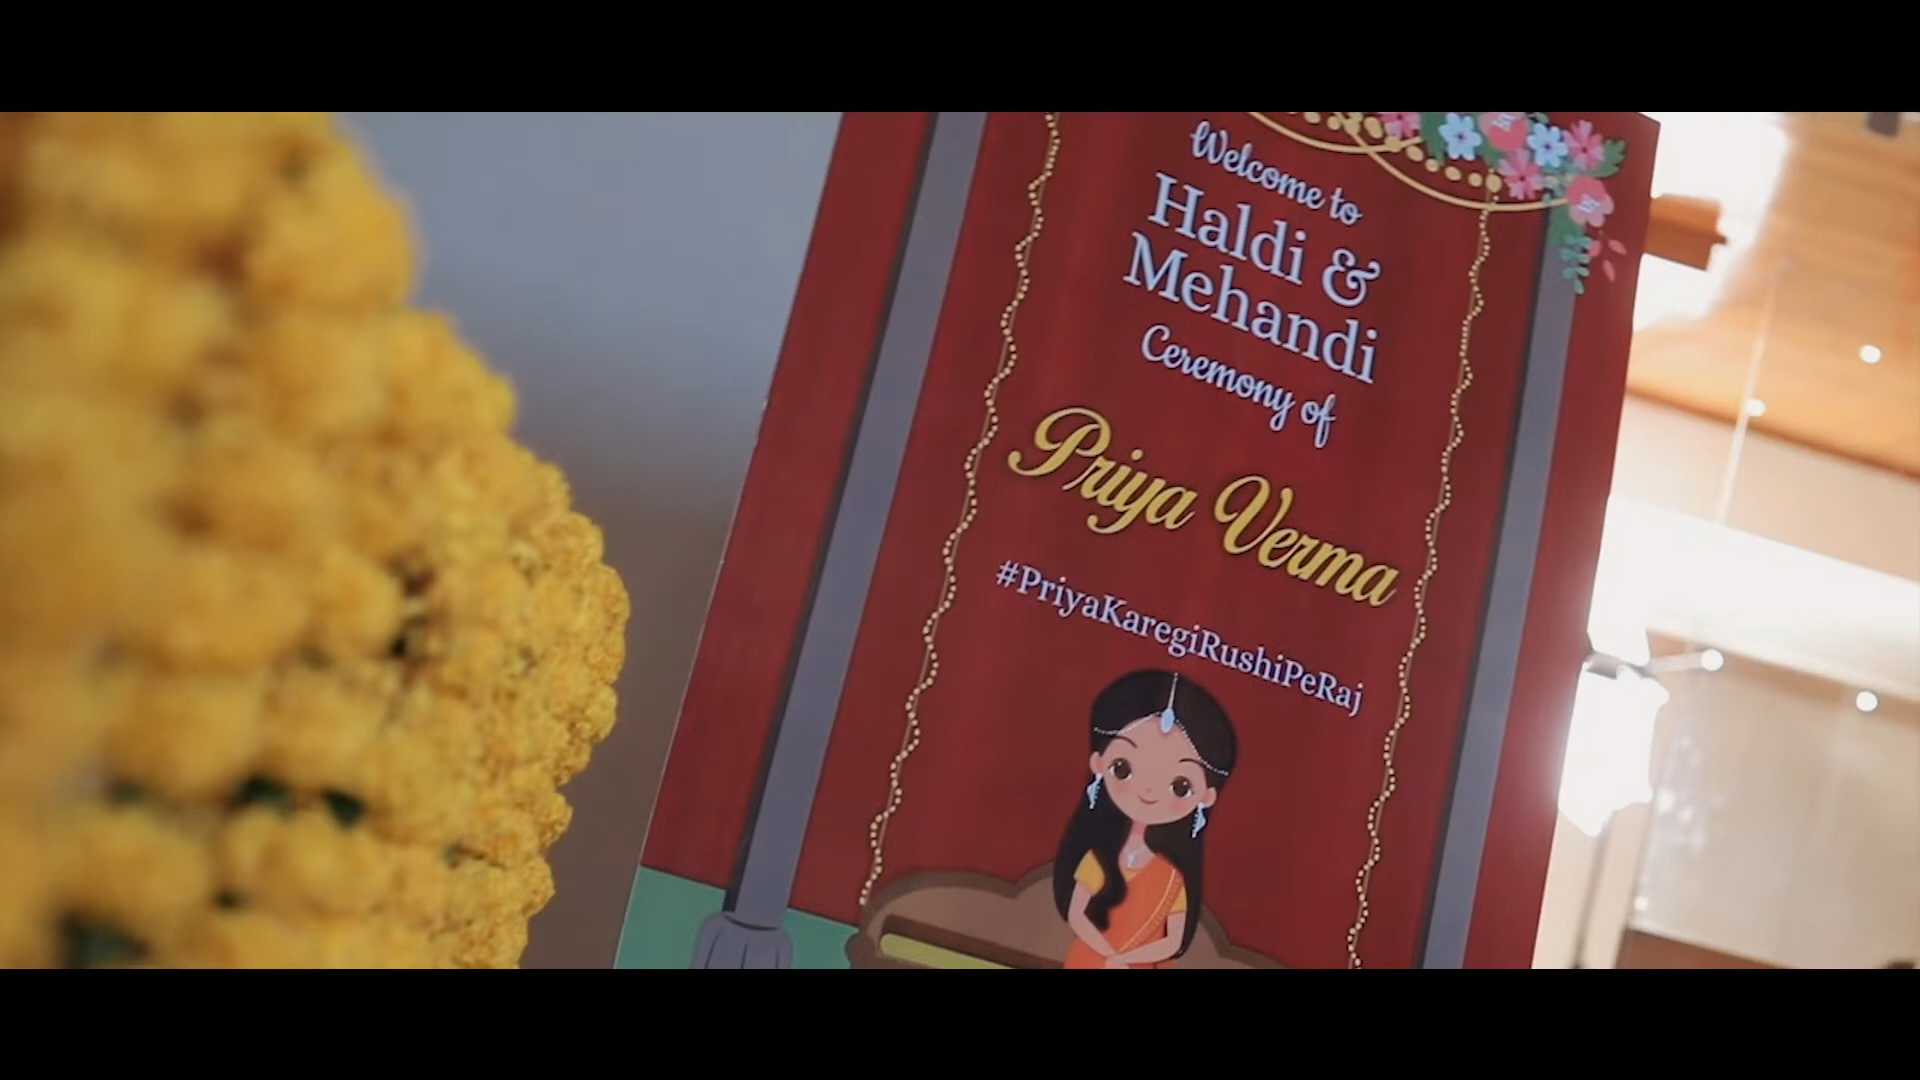 Welcome to
Haldi &
Mehandi
Ceremony of
Priya Verma
#PriyaKaregiRushiPeRaj